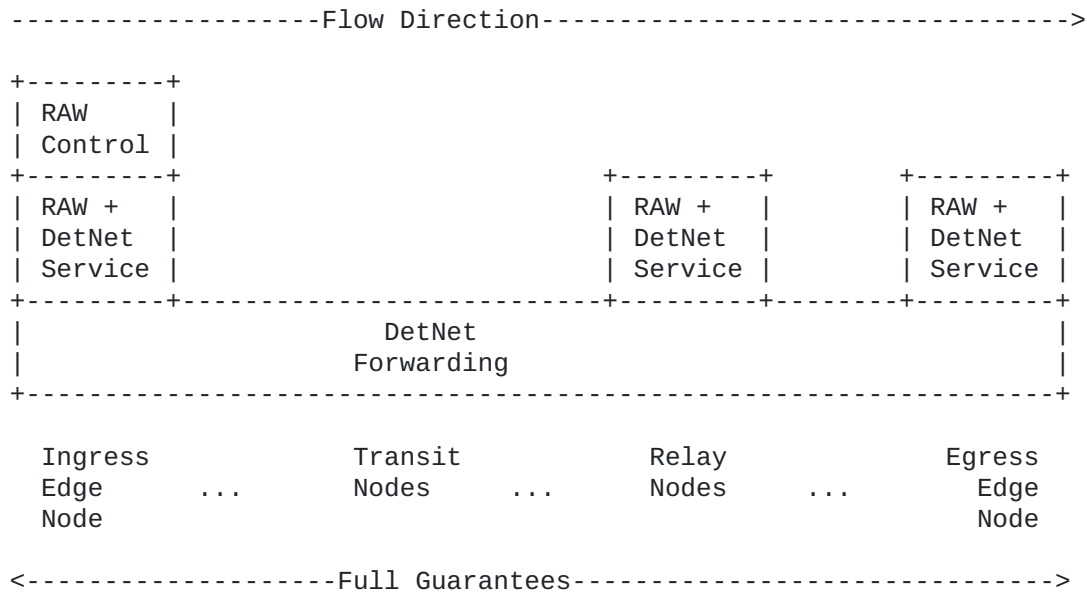 --------------------Flow Direction---------------------------------->

+---------+
| RAW     |
| Control |
+---------+                           +---------+        +---------+
| RAW +   |                           | RAW +   |        | RAW +   |
| DetNet  |                           | DetNet  |        | DetNet  |
| Service |                           | Service |        | Service |
+---------+---------------------------+---------+--------+---------+
|                       DetNet                                     |
|                     Forwarding                                   |
+------------------------------------------------------------------+

  Ingress             Transit            Relay              Egress
  Edge      ...       Nodes     ...      Nodes     ...        Edge
  Node                                                        Node

<--------------------Full Guarantees------------------------------->